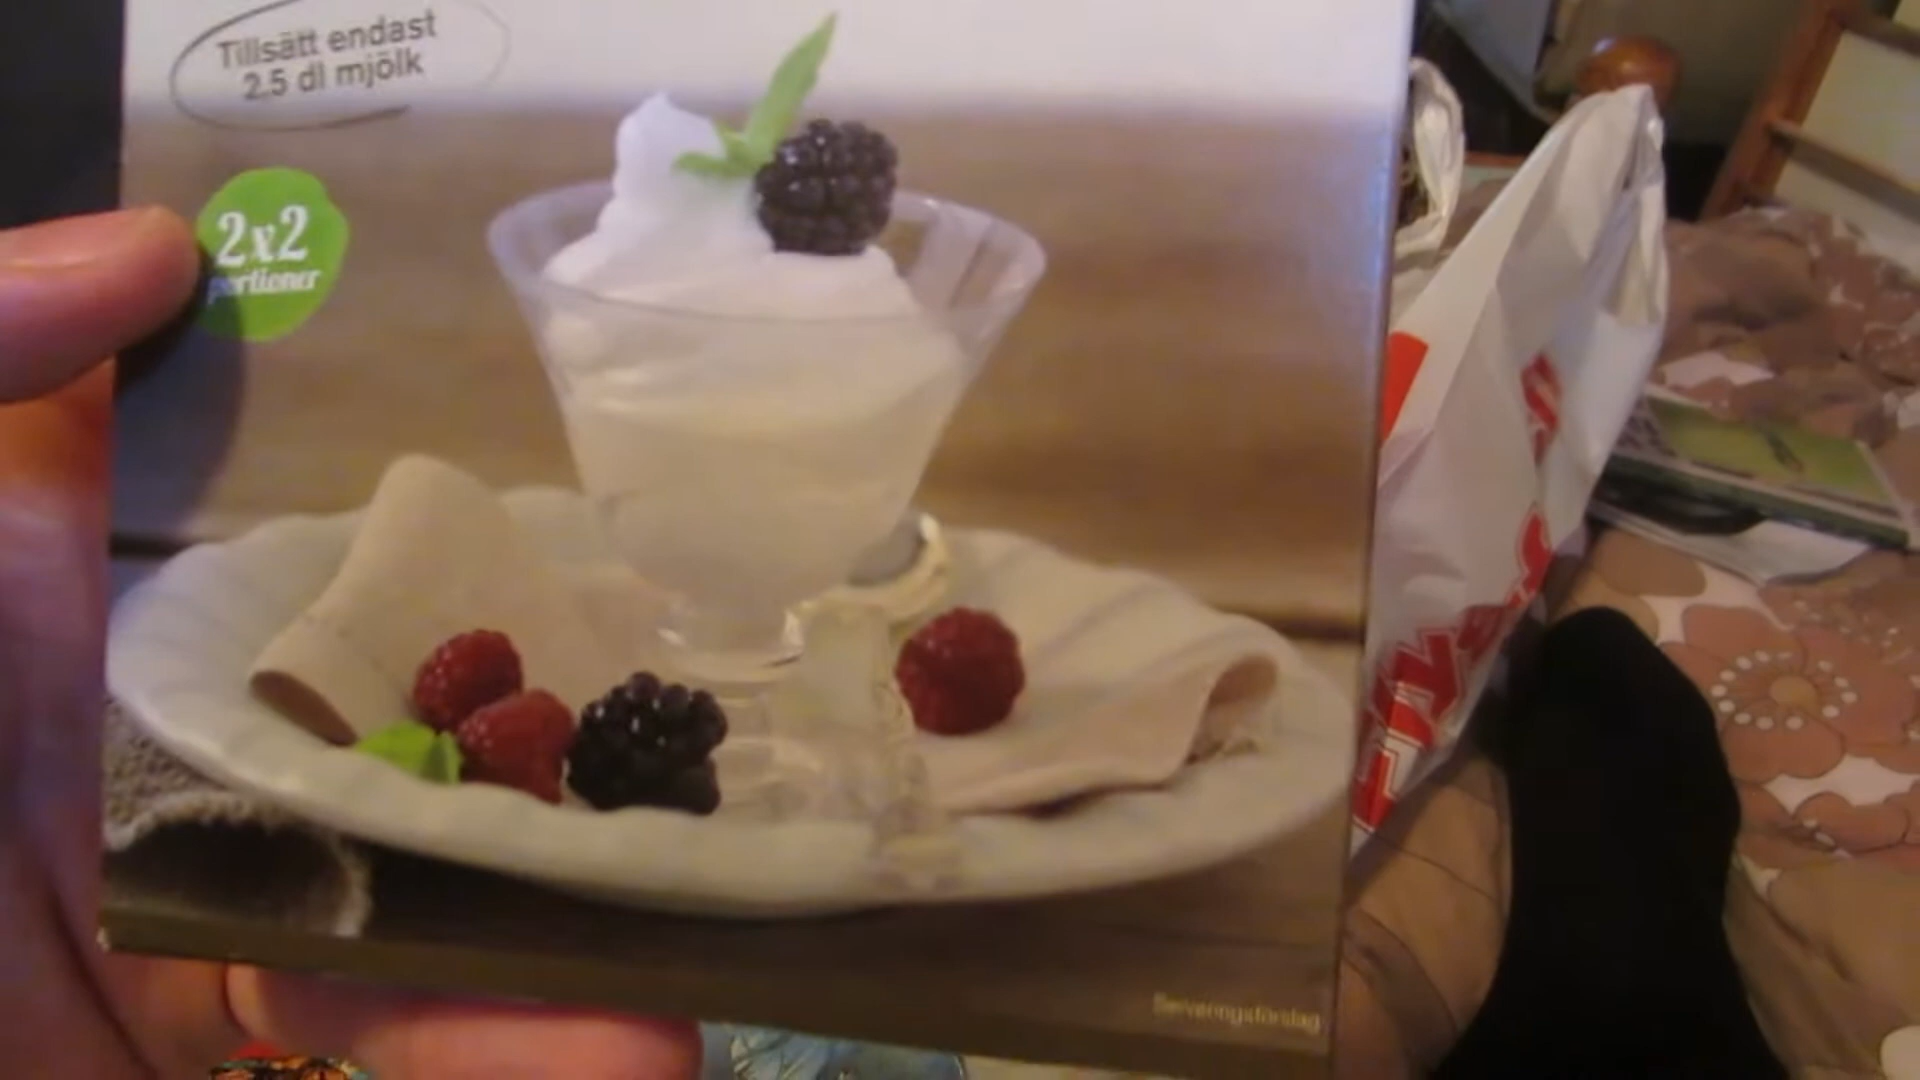 Tillsätt endast
2,5 dl mjölk
2x2
portioner
Serveringsförslag